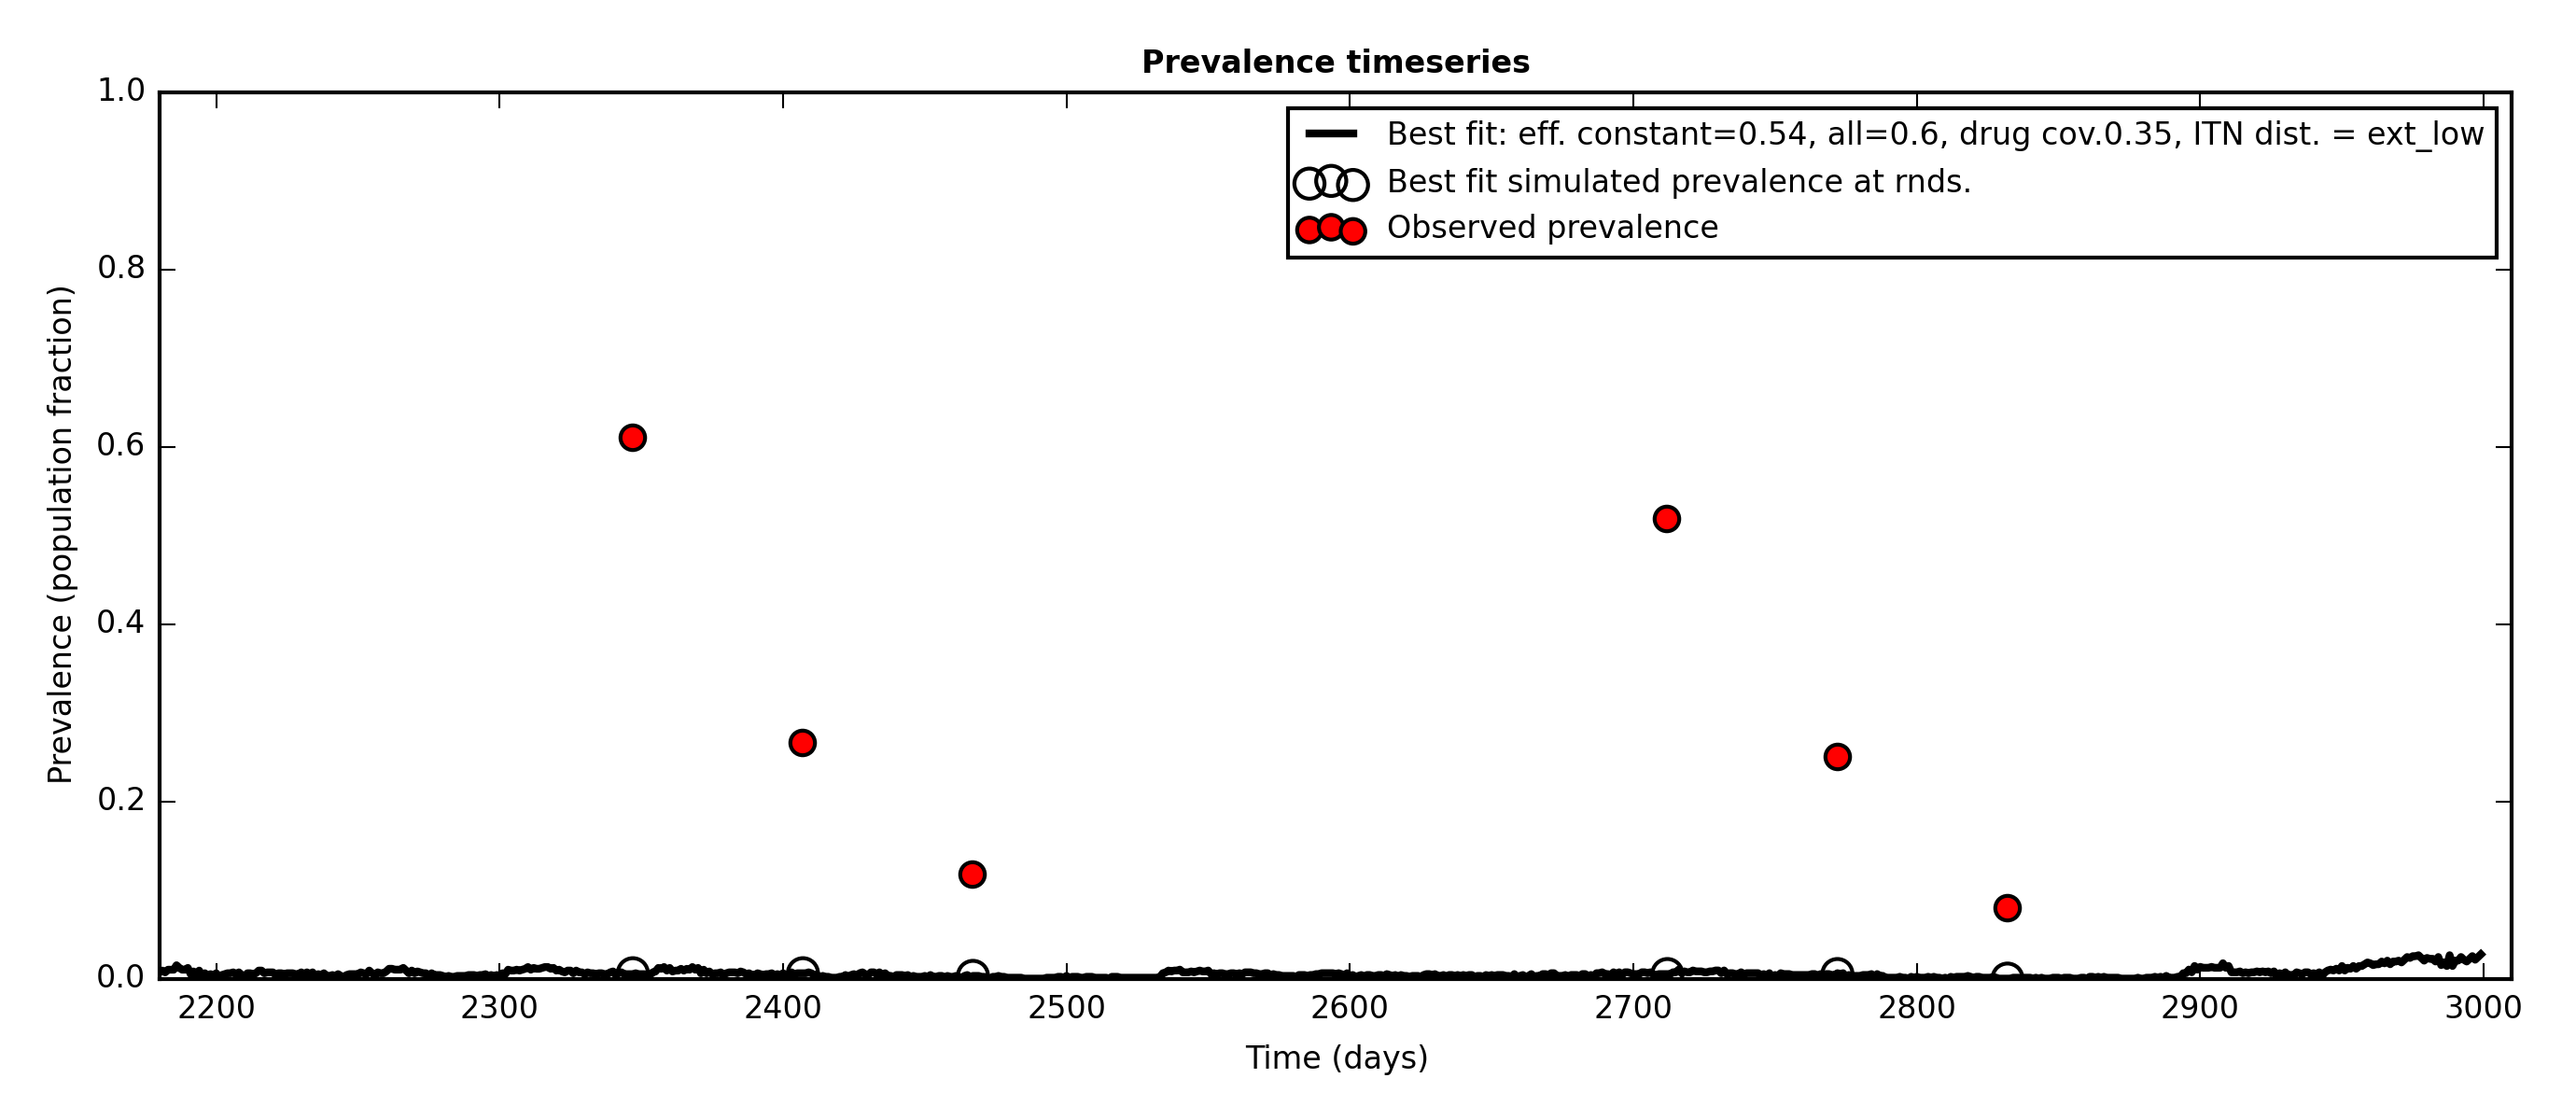 Prevalence timeseries
Best fit: eff. constant=0.54, all=0.6, drug cov.0.35, ITN dist. = ext_low
Best fit simulated prevalence at rnds.
Observed prevalence
Prevalence (population fraction)
1.0
0.8
0.6
0.4
0.2
0.0
2200 2300 2400 2500 2600 2700 2800 2900 3000
Time (days)